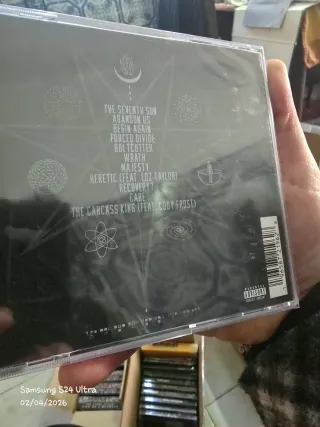 THE SEVENTH SUN
ABANDON US
BEGIN AGAIN
FORCED DIVIDE
BOLTCUTTER
WRATH
MAJESTY
HERETIC (FEAT. LOZ TAYLOR)
RECOVERY?
CAVE
THE CARCASS KING (FEAT. CODY FROST)
PARENTAL
ADVISORY
EXPLICIT CONTENT
Samsung S24 Ultra
02/04/2026